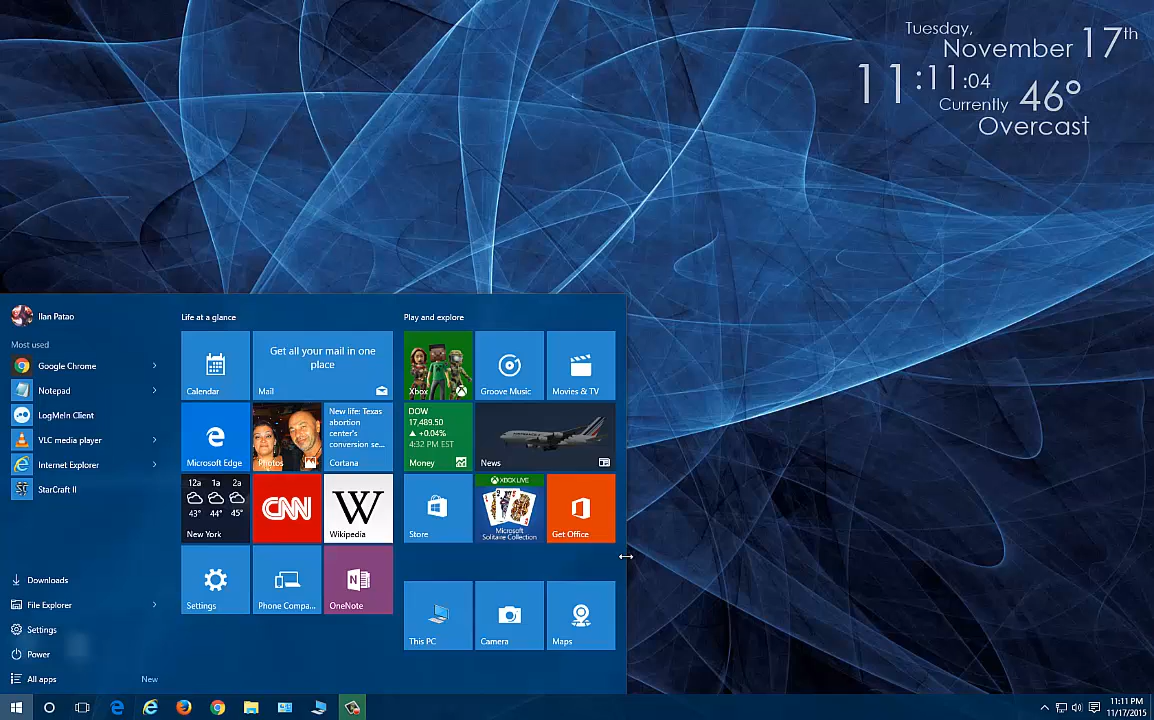 Tuesday,
November 17th
11:11:04
Currently 46°
Overcast
Ilan Patao
Most used
Google Chrome
Notepad
LogMeIn Client
VLC media player
Internet Explorer
StarCraft II
Downloads
File Explorer
Settings
Power
All apps New
Life at a glance
Calendar
Get all your mail in one
place
Mail
Microsoft Edge
Photos
New life: Texas
abortion
center's
conversion se...
Cortana
12a 1a 2a
43° 44° 45°
New York
CNN
W
Wikipedia
Settings
Phone Compa...
N
OneNote
Play and explore
Xbox
Groove Music
Movies & TV
DOW
17,489.50
▲ +0.04%
4:32 PM EST
Money
News
Store
XBOX LIVE
Microsoft
Solitaire Collection
Get Office
This PC
Camera
Maps
11:11 PM
11/17/2015